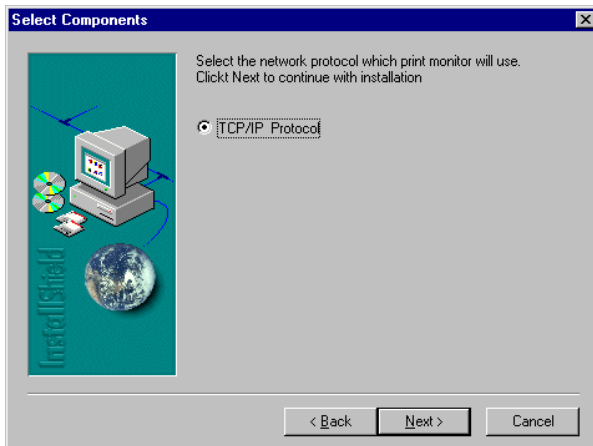 Select Components
Select the network protocol which print monitor will use.
Clickt Next to continue with installation
TCP/IP Protocol
InstallShield
< Back
Next >
Cancel